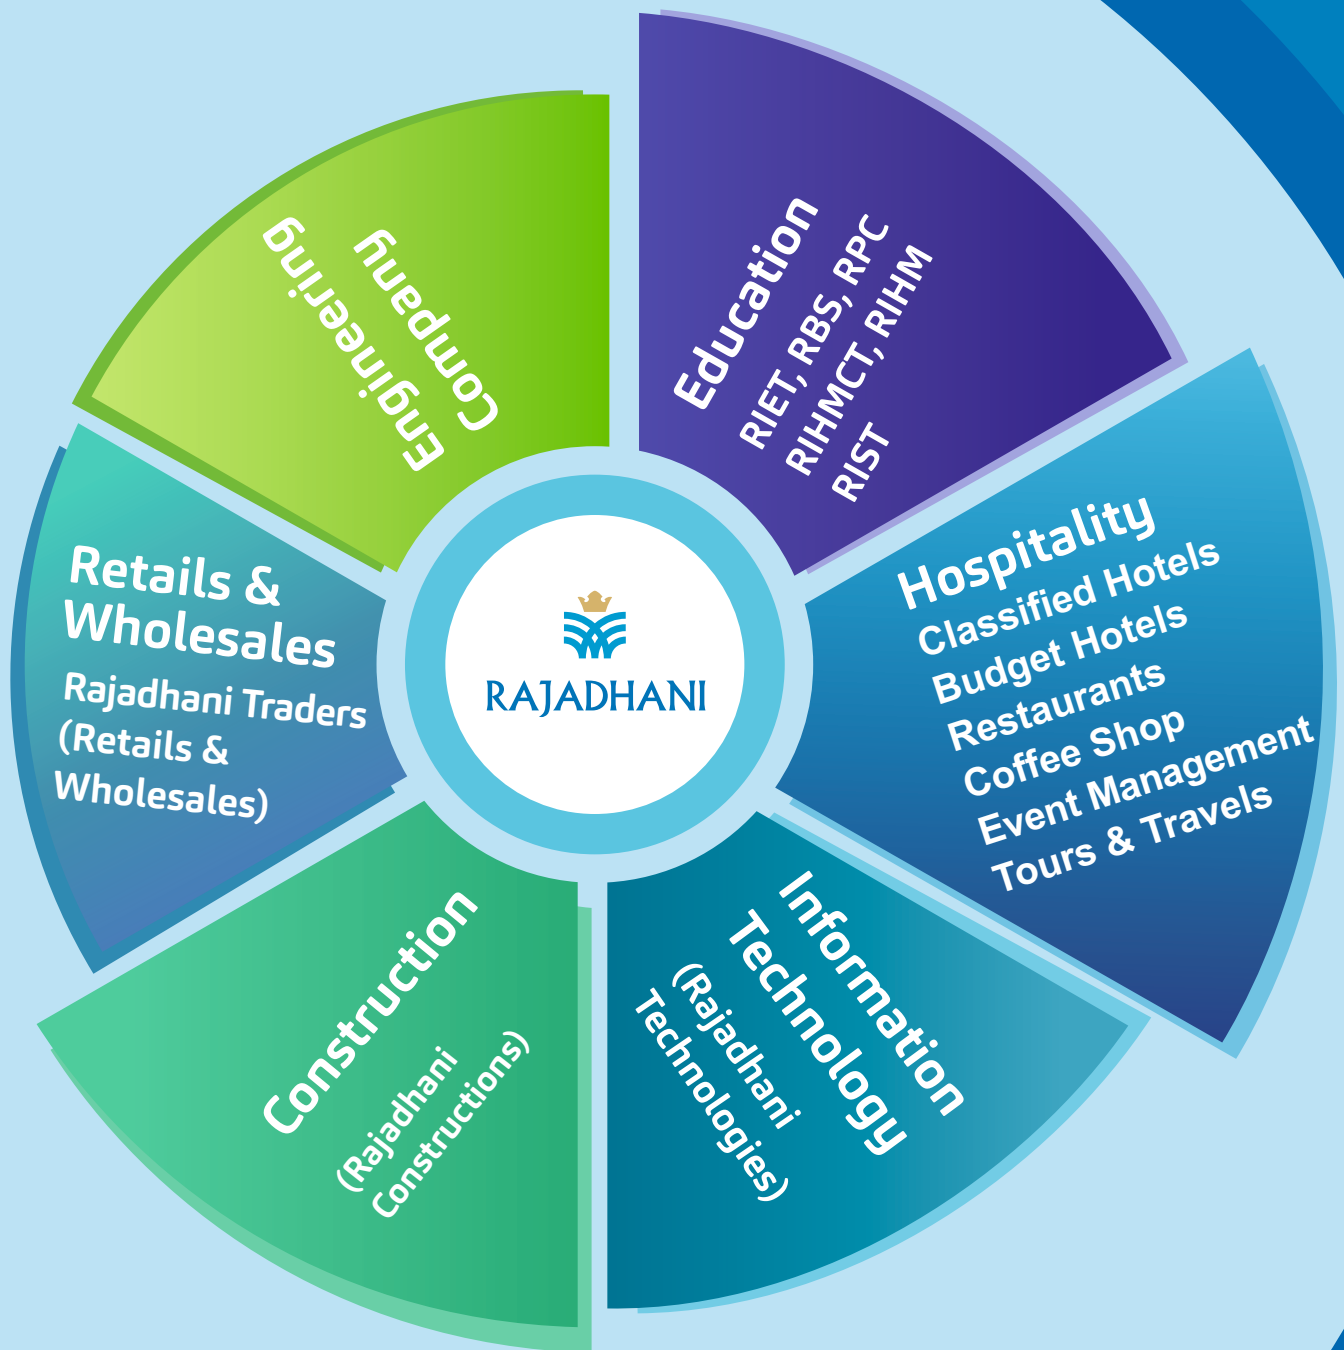 Engineering
Company
Education
RIET, RBS, RPC
RIHMCT, RIHM
RIST
Hospitality
Classified Hotels
Budget Hotels
Restaurants
Coffee Shop
Event Management
Tours & Travels
Information
Technology
(Rajadhani
Technologies)
Construction
(Rajadhani
Constructions)
Retails &
Wholesales
Rajadhani Traders
(Retails &
Wholesales)
RAJADHANI